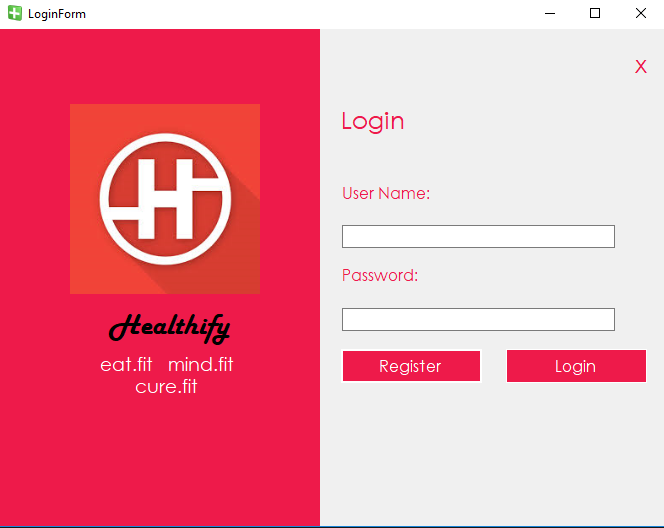 LoginForm
X
H
Healthify
eat.fit mind.fit
cure.fit
Login
User Name:
Password:
Register
Login